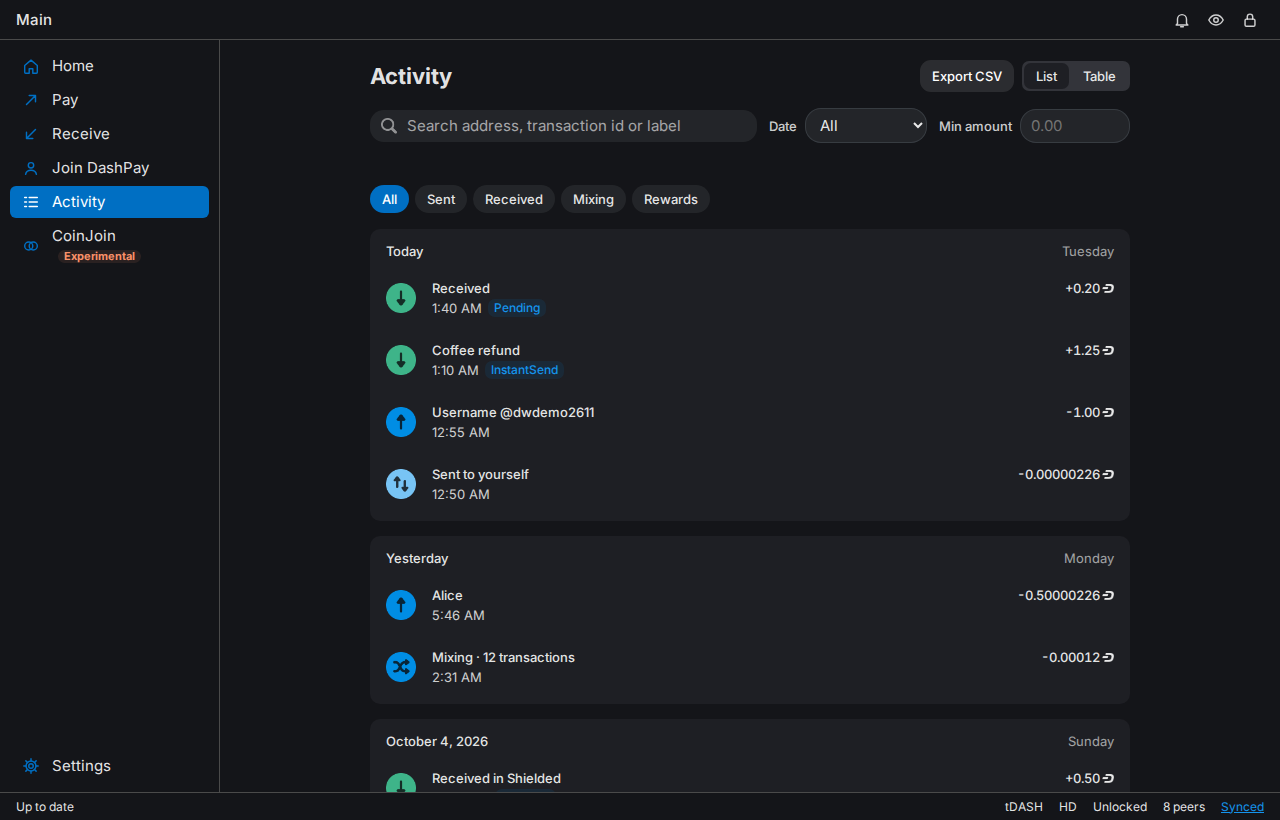 Main
Home
Pay
Receive
Join DashPay
Activity
CoinJoin
Experimental
Settings
Activity
Export CSV
List
Table
Search address, transaction id or label
Date
All
Min amount
0.00
All
Sent
Received
Mixing
Rewards
Today
Tuesday
Received
+0.20
1:40 AM
Pending
Coffee refund
+1.25
1:10 AM
InstantSend
Username @dwdemo2611
-1.00
12:55 AM
Sent to yourself
-0.00000226
12:50 AM
Yesterday
Monday
Alice
-0.50000226
5:46 AM
Mixing · 12 transactions
-0.00012
2:31 AM
October 4, 2026
Sunday
Received in Shielded
+0.50
Up to date
tDASH
HD
Unlocked
8 peers
Synced